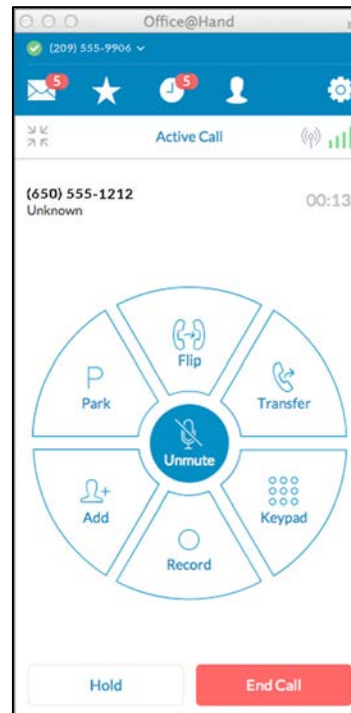 Office@Hand
(209) 555-9906
5
5
Active Call
(650) 555-1212
00:13
Unknown
Flip
Park
Transfer
Unmute
Add
Keypad
Record
Hold
End Call